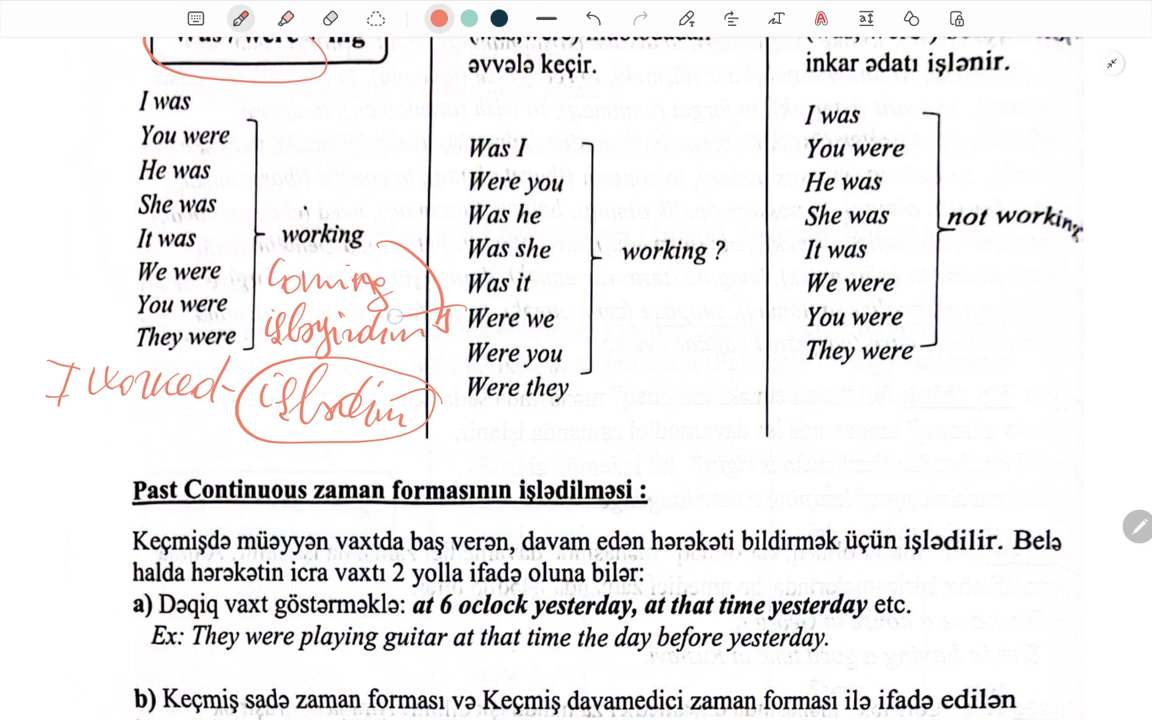 əvvələ keçir.
inkar ədatı işlənir.
I was
You were
He was
She was
It was
We were
You were
They were
working
coming
işləyirdim
I worked - işlədim
Was I
Were you
Was he
Was she
Was it
Were we
Were you
Were they
working ?
I was
You were
He was
She was
It was
We were
You were
They were
not working
Past Continuous zaman formasının işlədilməsi :
Keçmişdə müəyyən vaxtda baş verən, davam edən hərəkəti bildirmək üçün işlədilir. Belə
halda hərəkətin icra vaxtı 2 yolla ifadə oluna bilər:
a) Dəqiq vaxt göstərməklə: at 6 oclock yesterday, at that time yesterday etc.
Ex: They were playing guitar at that time the day before yesterday.
b) Keçmiş sadə zaman forması və Keçmiş davamedici zaman forması ilə ifadə edilən